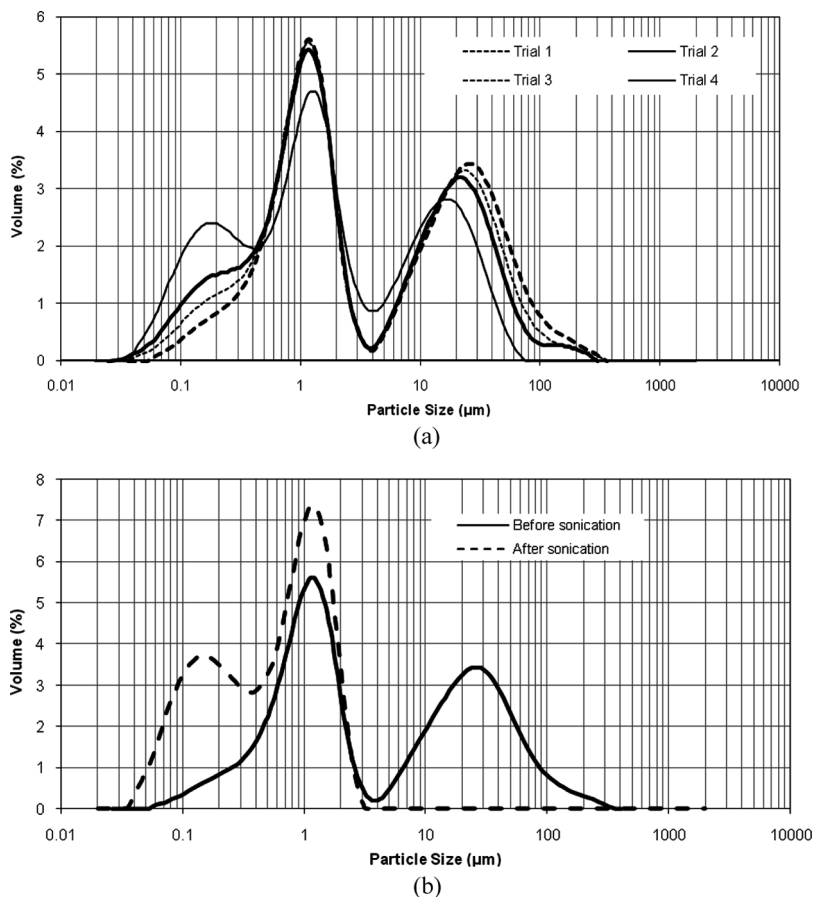 6
5
4
3
2
1
0
Volume (%)
Trial 1
Trial 2
Trial 3
Trial 4
0.01 0.1 1 10 100 1000 10000
Particle Size (µm)
(a)
8
7
6
5
4
3
2
1
0
Volume (%)
Before sonication
After sonication
0.01 0.1 1 10 100 1000 10000
Particle Size (µm)
(b)